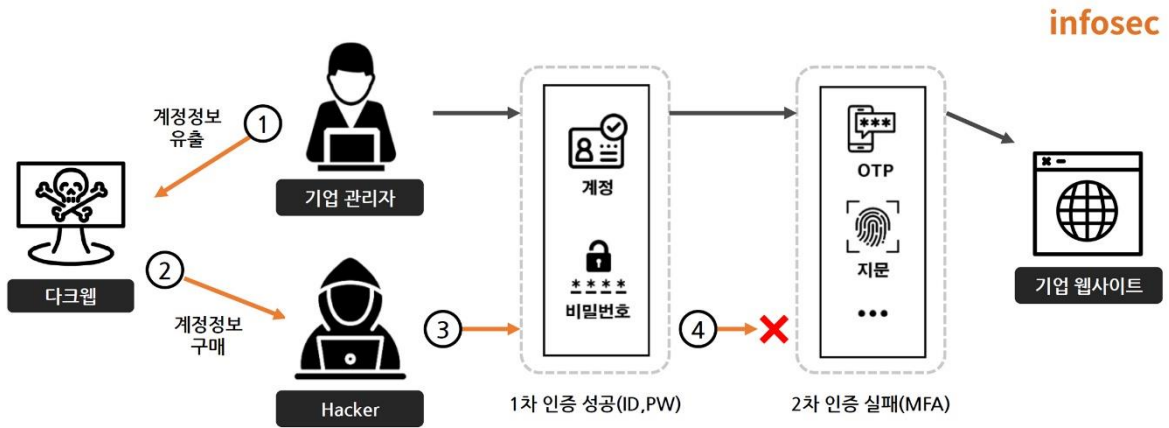 infosec
계정정보
유출
1
기업 관리자
다크웹
2
계정정보
구매
Hacker
3
계정
****
비밀번호
1차 인증 성공(ID,PW)
4
***
OTP
지문
•••
2차 인증 실패(MFA)
기업 웹사이트